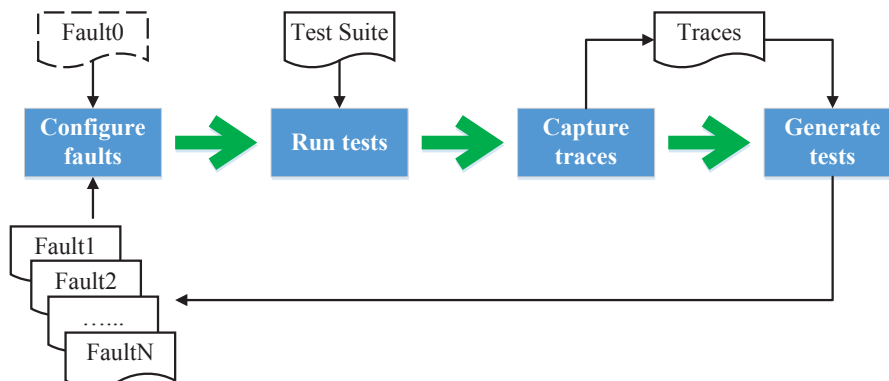 Fault0
Test Suite
Traces
Configure
faults
Run tests
Capture
traces
Generate
tests
Fault1
Fault2
…...
FaultN